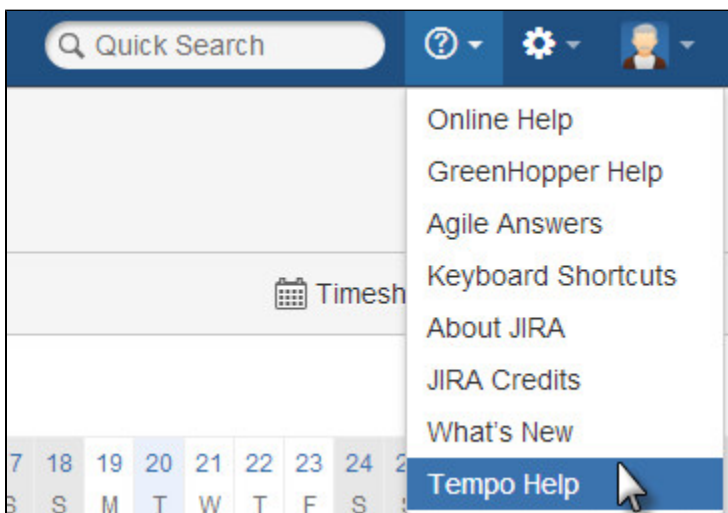 Quick Search
Online Help
GreenHopper Help
Agile Answers
Keyboard Shortcuts
Timesh
About JIRA
JIRA Credits
What's New
7 18 19 20 21 22 23 24 2
S S M T W T F S
Tempo Help